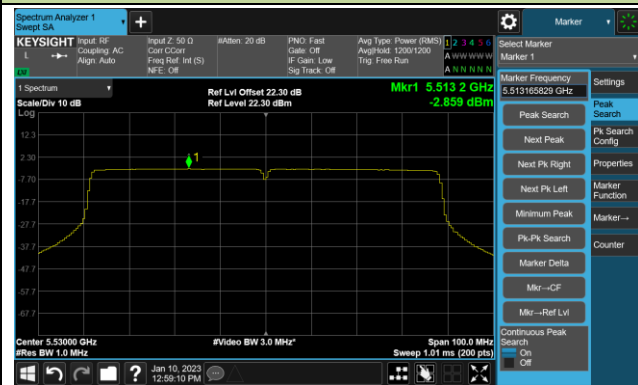 Spectrum Analyzer 1
Swept SA
Marker
KEYSIGHT
L
Input: RF
Coupling: AC
Align: Auto
Input Z: 50 Ω
Corr CCorr
Freq Ref: Int (S)
NFE: Off
#Atten: 20 dB
PNO: Fast
Gate: Off
IF Gain: Low
Sig Track: Off
Avg Type: Power (RMS)
Avg|Hold: 1200/1200
Trig: Free Run
1 2 3 4 5 6
A W W W W W
A N N N N N
Select Marker
Marker 1
1 Spectrum
Scale/Div 10 dB
Log
Ref Lvl Offset 22.30 dB
Ref Level 22.30 dBm
Mkr1 5.513 2 GHz
-2.859 dBm
12.3
2.30
-7.70
-17.7
-27.7
-37.7
-47.7
-57.7
-67.7
1
Center 5.53000 GHz
#Res BW 1.0 MHz
#Video BW 3.0 MHz*
Span 100.0 MHz
Sweep 1.01 ms (200 pts)
Marker Frequency
5.513165829 GHz
Peak Search
Next Peak
Next Pk Right
Next Pk Left
Minimum Peak
Pk-Pk Search
Marker Delta
Mkr→CF
Mkr→Ref Lvl
Continuous Peak
Search
On
Off
Settings
Peak
Search
Pk Search
Config
Properties
Marker
Function
Marker→
Counter
Jan 10, 2023
12:59:10 PM